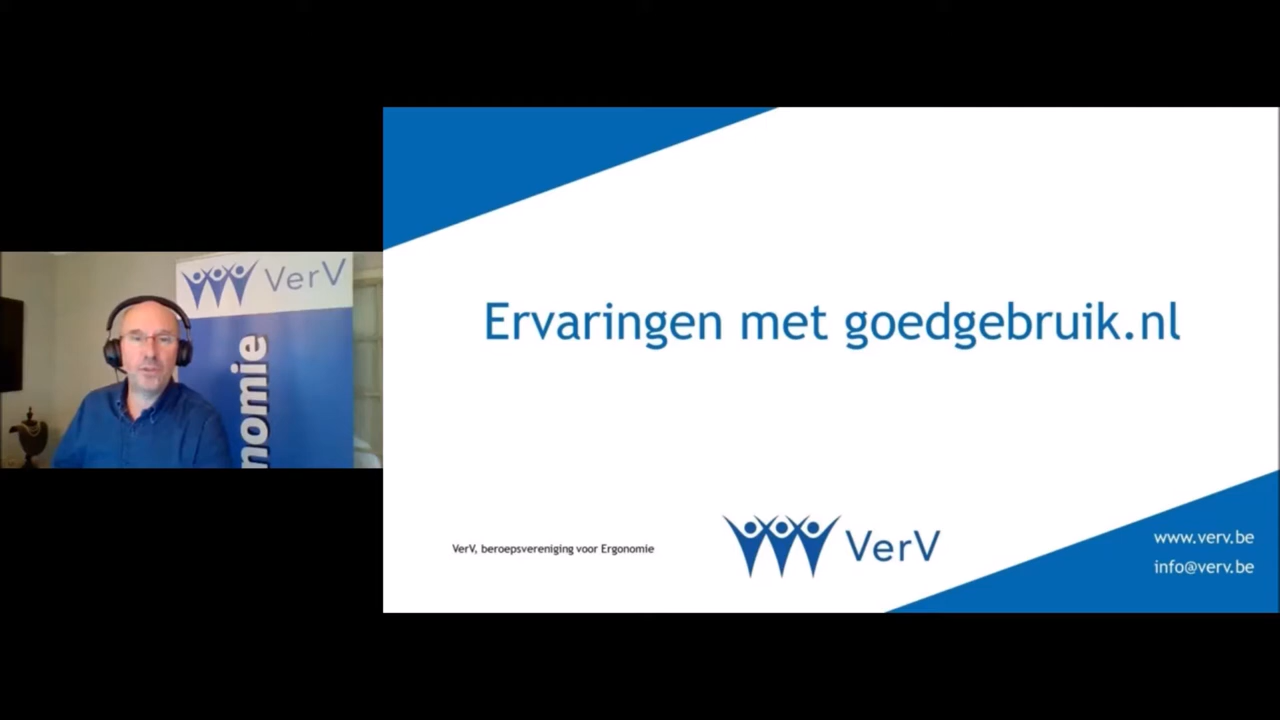 VerV
nomie
Ervaringen met goedgebruik.nl
VerV, beroepsvereniging voor Ergonomie
VerV
www.verv.be
info@verv.be